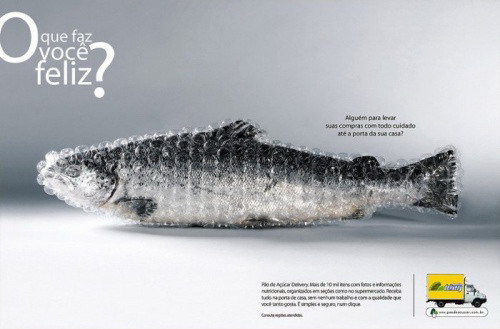 O que faz
você
feliz?
Alguém para levar
suas compras com todo cuidado
até a porta da sua casa?
Pão de Açúcar Delivery. Mais de 10 mil itens com fotos e informações
nutricionais, organizados em seções como no supermercado. Receba
tudo na porta de casa, sem nenhum trabalho e com a qualidade que
você tanto gosta. É simples e seguro, num clique.
Consulte regiões atendidas.
www.paodeacucar.com.br